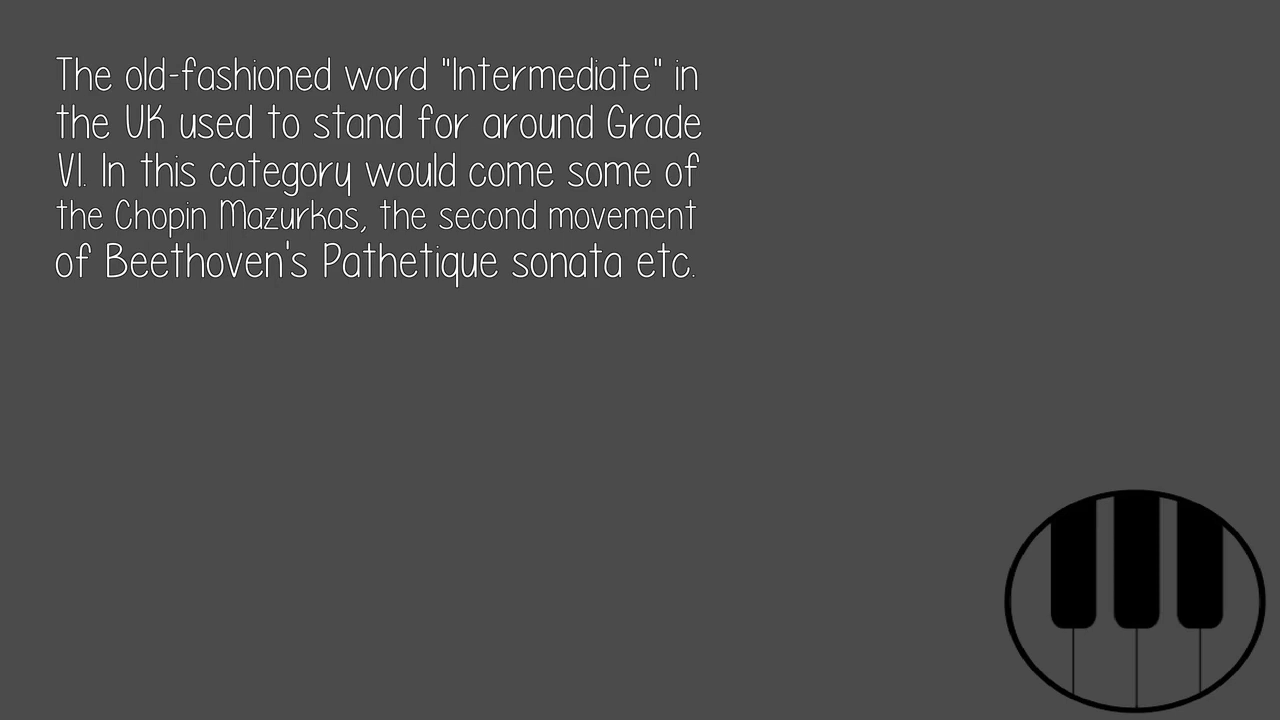 The old-fashioned word "Intermediate" in
the UK used to stand for around Grade
VI. In this category would come some of
the Chopin Mazurkas, the second movement
of Beethoven's Pathetique sonata etc.